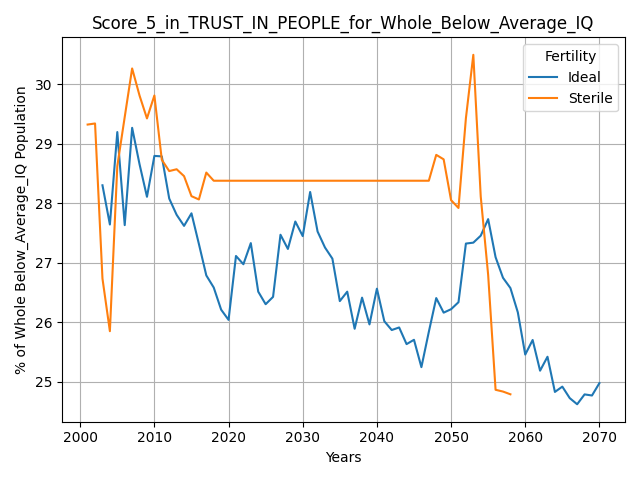 Score_5_in_TRUST_IN_PEOPLE_for_Whole_Below_Average_IQ
% of Whole Below_Average_IQ Population
30
29
28
27
26
25
Fertility
Ideal
Sterile
2000 2010 2020 2030 2040 2050 2060 2070
Years